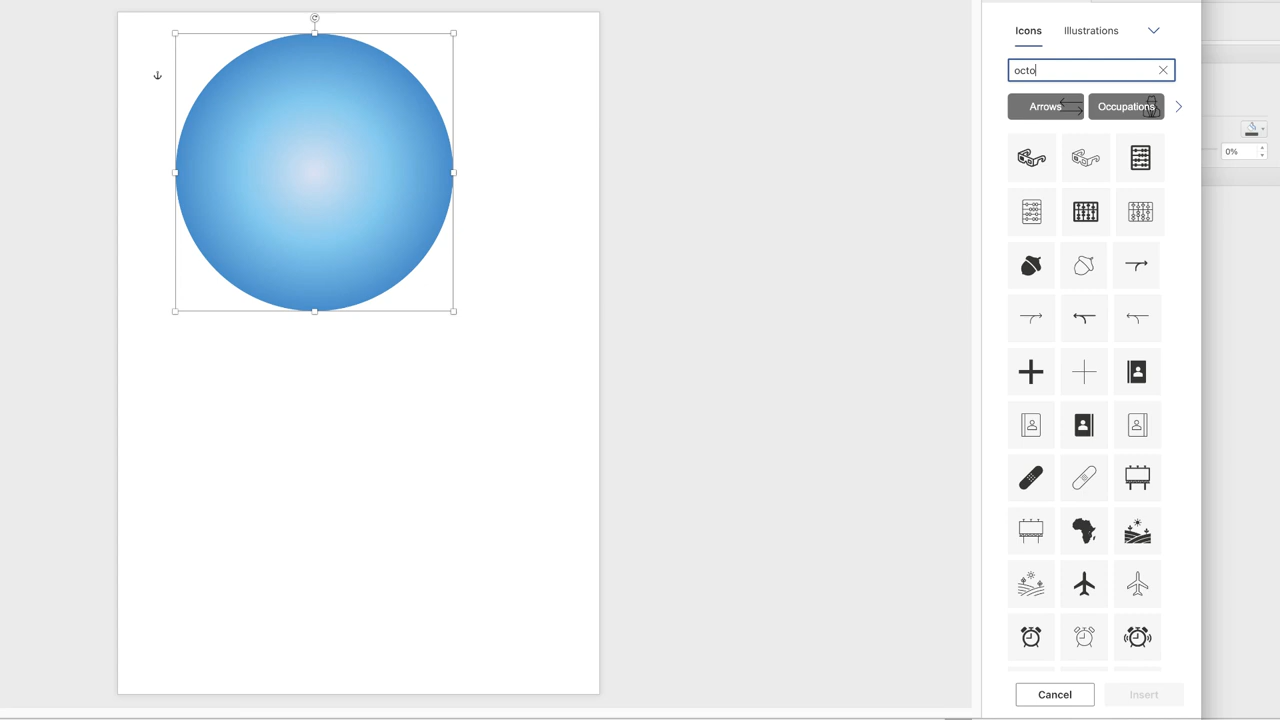 Icons Illustrations
octo
Arrows Occupations
0%
Cancel Insert